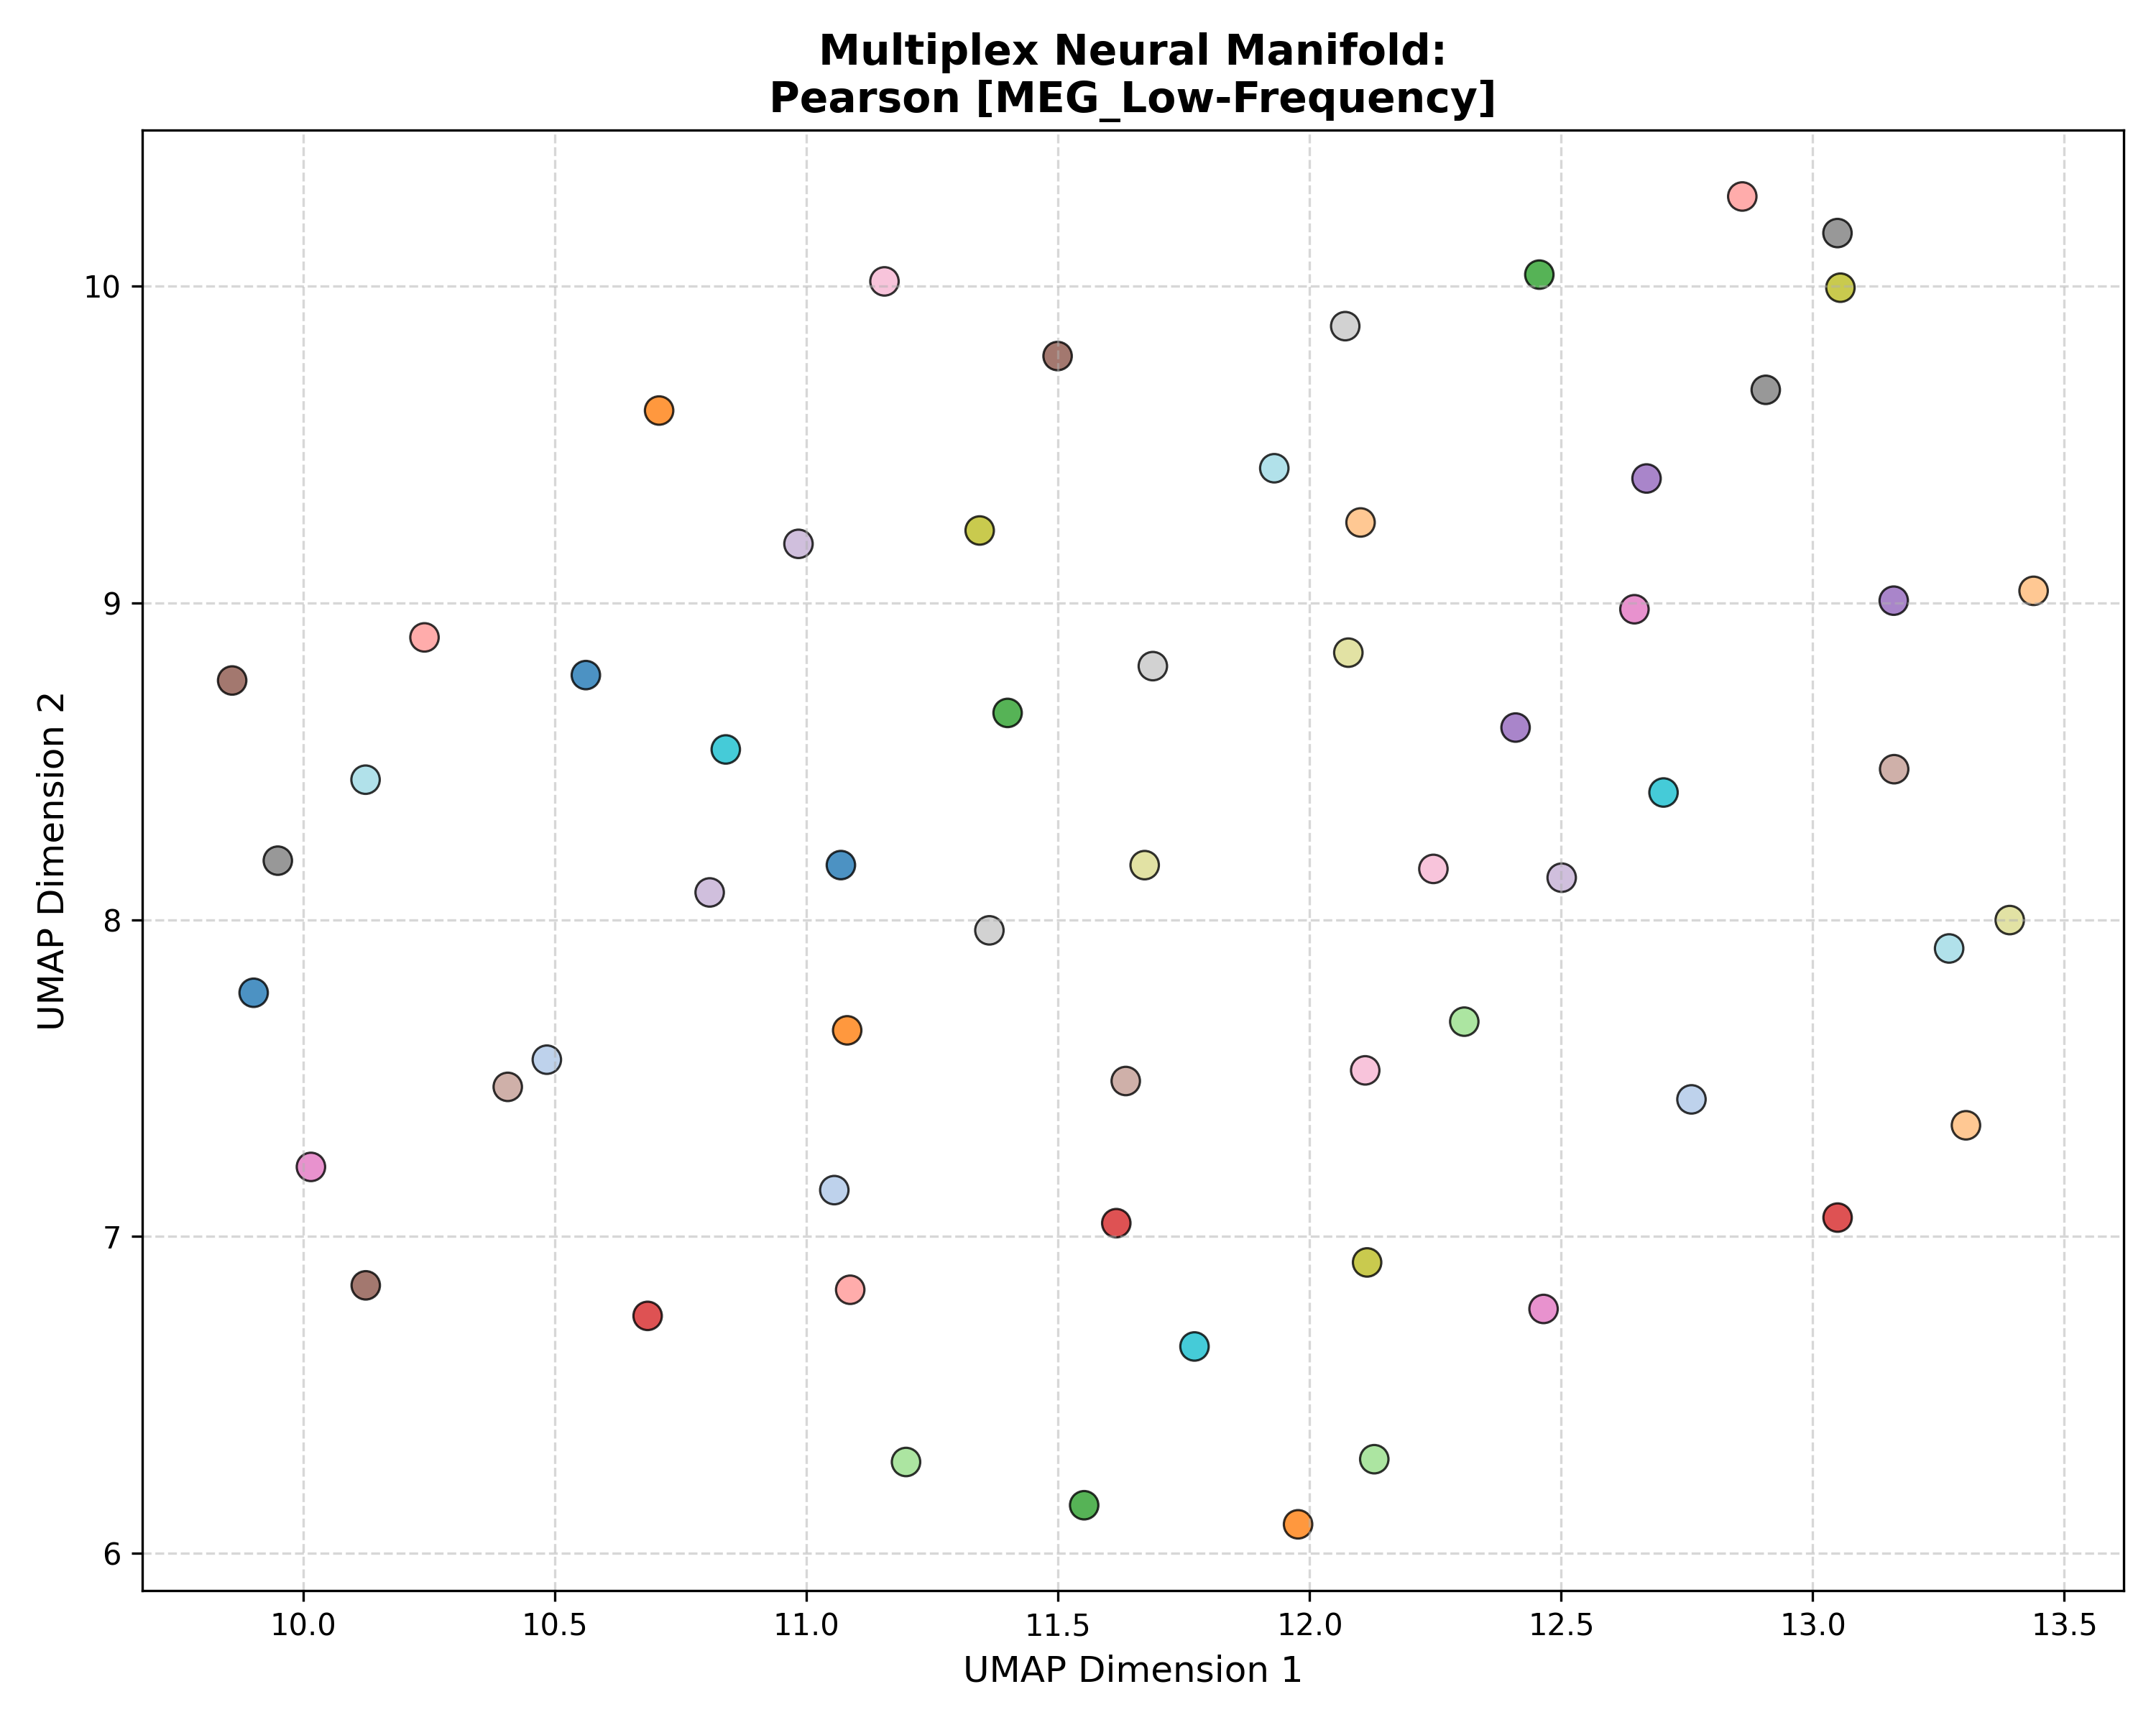 Multiplex Neural Manifold:
Pearson [MEG_Low-Frequency]
UMAP Dimension 2
10
9
8
7
6
10.0 10.5 11.0 11.5 12.0 12.5 13.0 13.5
UMAP Dimension 1